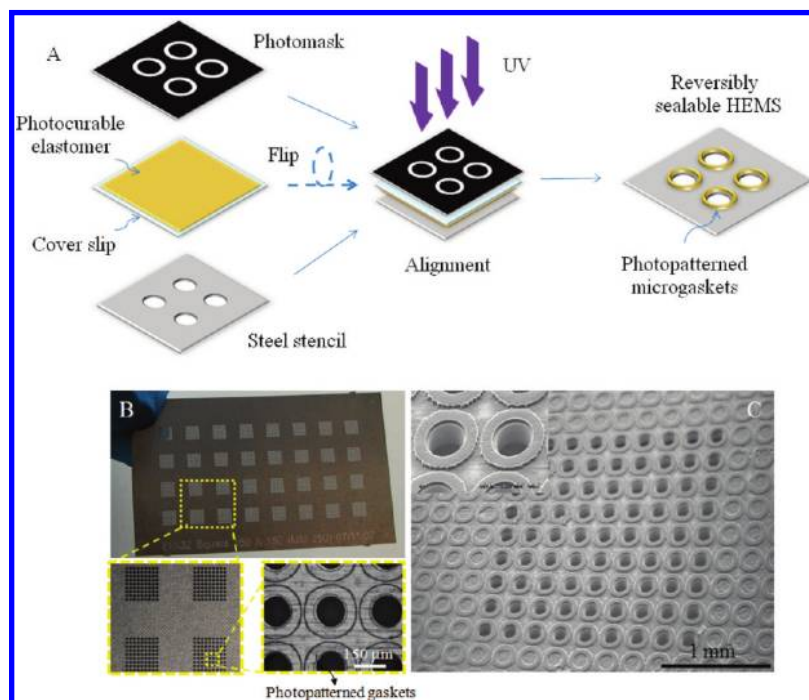 A
Photomask
UV
Reversibly
sealable HEMS
Photocurable
elastomer
Flip
Cover slip
Alignment
Photopatterned
microgaskets
Steel stencil
B
C
150 µm
1 mm
Photopatterned gaskets